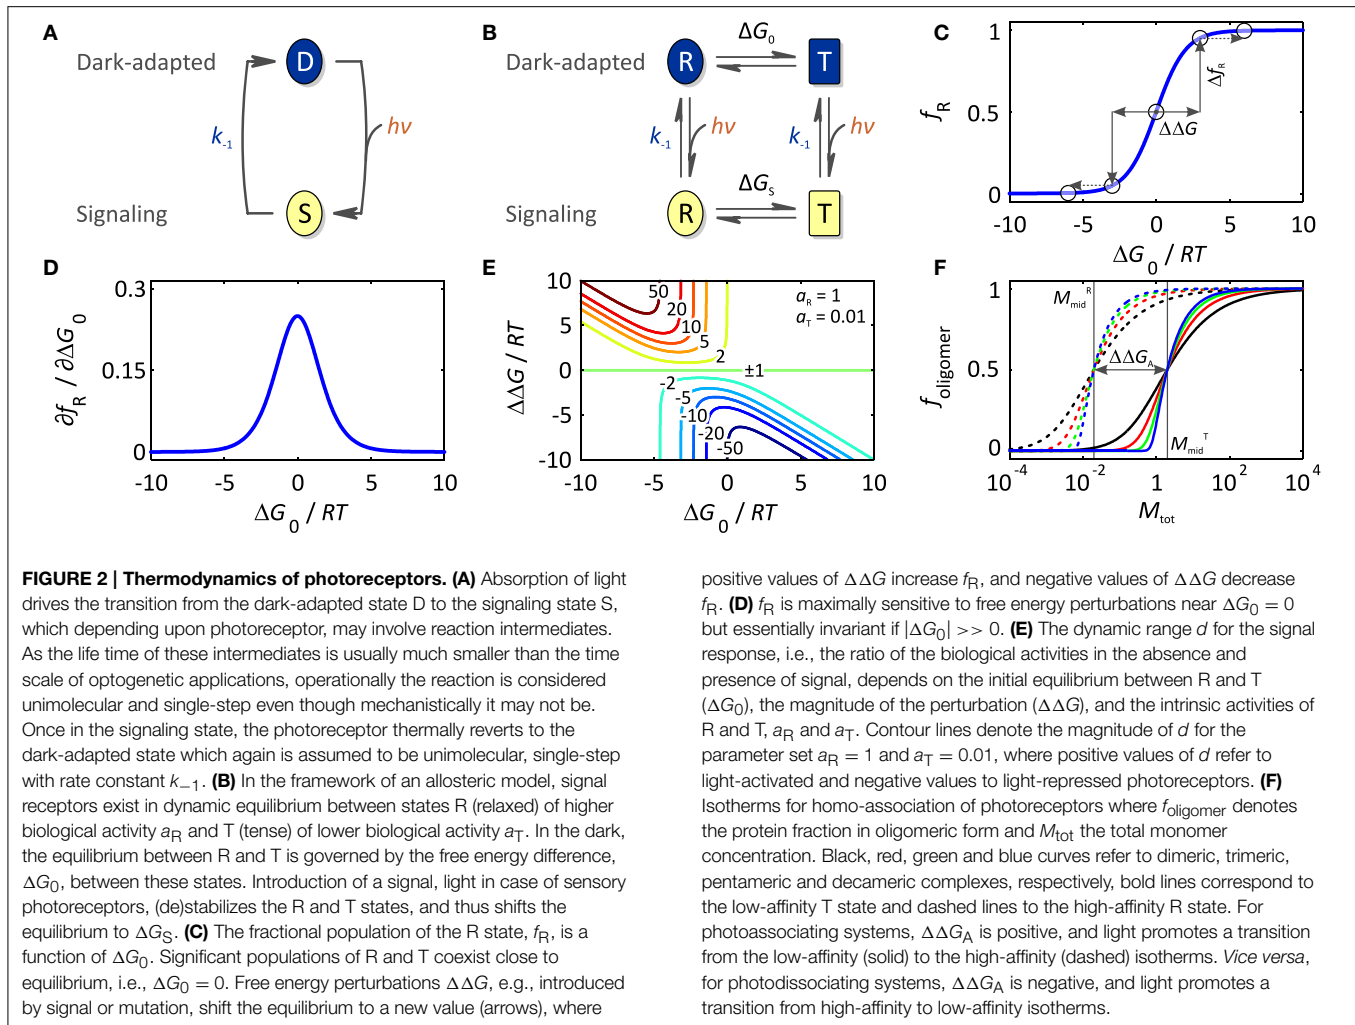 A
Dark-adapted
D
k-1
hν
Signaling
S
B
ΔG0
Dark-adapted
R
T
k-1
hν
k-1
hν
ΔGS
Signaling
R
T
C
1
0.5
0
fR
ΔfR
ΔΔG
-10 -5 0 5 10
ΔG0 / RT
D
0.3
0.15
0
∂fR / ∂ΔG0
-10 -5 0 5 10
ΔG0 / RT
E
10
5
0
-5
-10
ΔΔG / RT
50
20
10
5
2
aR = 1
aT = 0.01
±1
-2
-5
-10
-20
-50
-10 -5 0 5 10
ΔG0 / RT
F
1
0.5
0
foligomer
MmidR
ΔΔGA
MmidT
10-4 10-2 1 102 104
Mtot
FIGURE 2 | Thermodynamics of photoreceptors. (A) Absorption of light
drives the transition from the dark-adapted state D to the signaling state S,
which depending upon photoreceptor, may involve reaction intermediates.
As the life time of these intermediates is usually much smaller than the time
scale of optogenetic applications, operationally the reaction is considered
unimolecular and single-step even though mechanistically it may not be.
Once in the signaling state, the photoreceptor thermally reverts to the
dark-adapted state which again is assumed to be unimolecular, single-step
with rate constant k−1. (B) In the framework of an allosteric model, signal
receptors exist in dynamic equilibrium between states R (relaxed) of higher
biological activity aR and T (tense) of lower biological activity aT. In the dark,
the equilibrium between R and T is governed by the free energy difference,
ΔG0, between these states. Introduction of a signal, light in case of sensory
photoreceptors, (de)stabilizes the R and T states, and thus shifts the
equilibrium to ΔGS. (C) The fractional population of the R state, fR, is a
function of ΔG0. Significant populations of R and T coexist close to
equilibrium, i.e., ΔG0 = 0. Free energy perturbations ΔΔG, e.g., introduced
by signal or mutation, shift the equilibrium to a new value (arrows), where
positive values of ΔΔG increase fR, and negative values of ΔΔG decrease
fR. (D) fR is maximally sensitive to free energy perturbations near ΔG0 = 0
but essentially invariant if |ΔG0| >> 0. (E) The dynamic range d for the signal
response, i.e., the ratio of the biological activities in the absence and
presence of signal, depends on the initial equilibrium between R and T
(ΔG0), the magnitude of the perturbation (ΔΔG), and the intrinsic activities of
R and T, aR and aT. Contour lines denote the magnitude of d for the
parameter set aR = 1 and aT = 0.01, where positive values of d refer to
light-activated and negative values to light-repressed photoreceptors. (F)
Isotherms for homo-association of photoreceptors where foligomer denotes
the protein fraction in oligomeric form and Mtot the total monomer
concentration. Black, red, green and blue curves refer to dimeric, trimeric,
pentameric and decameric complexes, respectively, bold lines correspond to
the low-affinity T state and dashed lines to the high-affinity R state. For
photoassociating systems, ΔΔGA is positive, and light promotes a transition
from the low-affinity (solid) to the high-affinity (dashed) isotherms. Vice versa,
for photodissociating systems, ΔΔGA is negative, and light promotes a
transition from high-affinity to low-affinity isotherms.